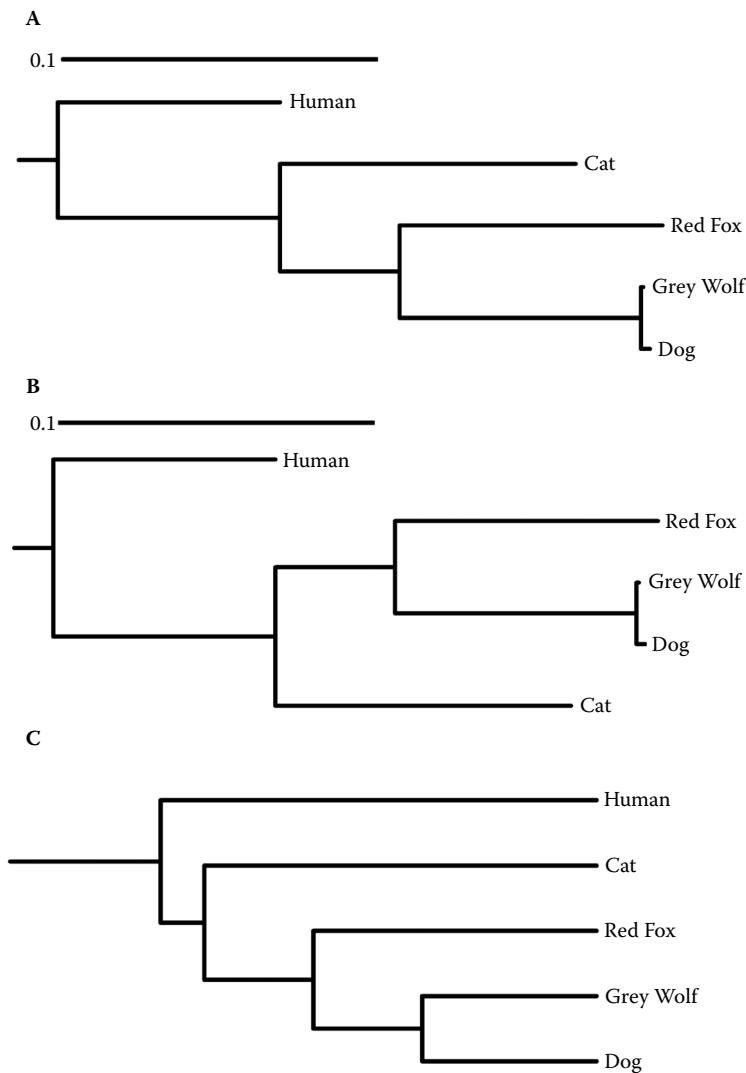 A
0.1
Human
Cat
Red Fox
Grey Wolf
Dog
B
0.1
Human
Red Fox
Grey Wolf
Dog
Cat
C
Human
Cat
Red Fox
Grey Wolf
Dog